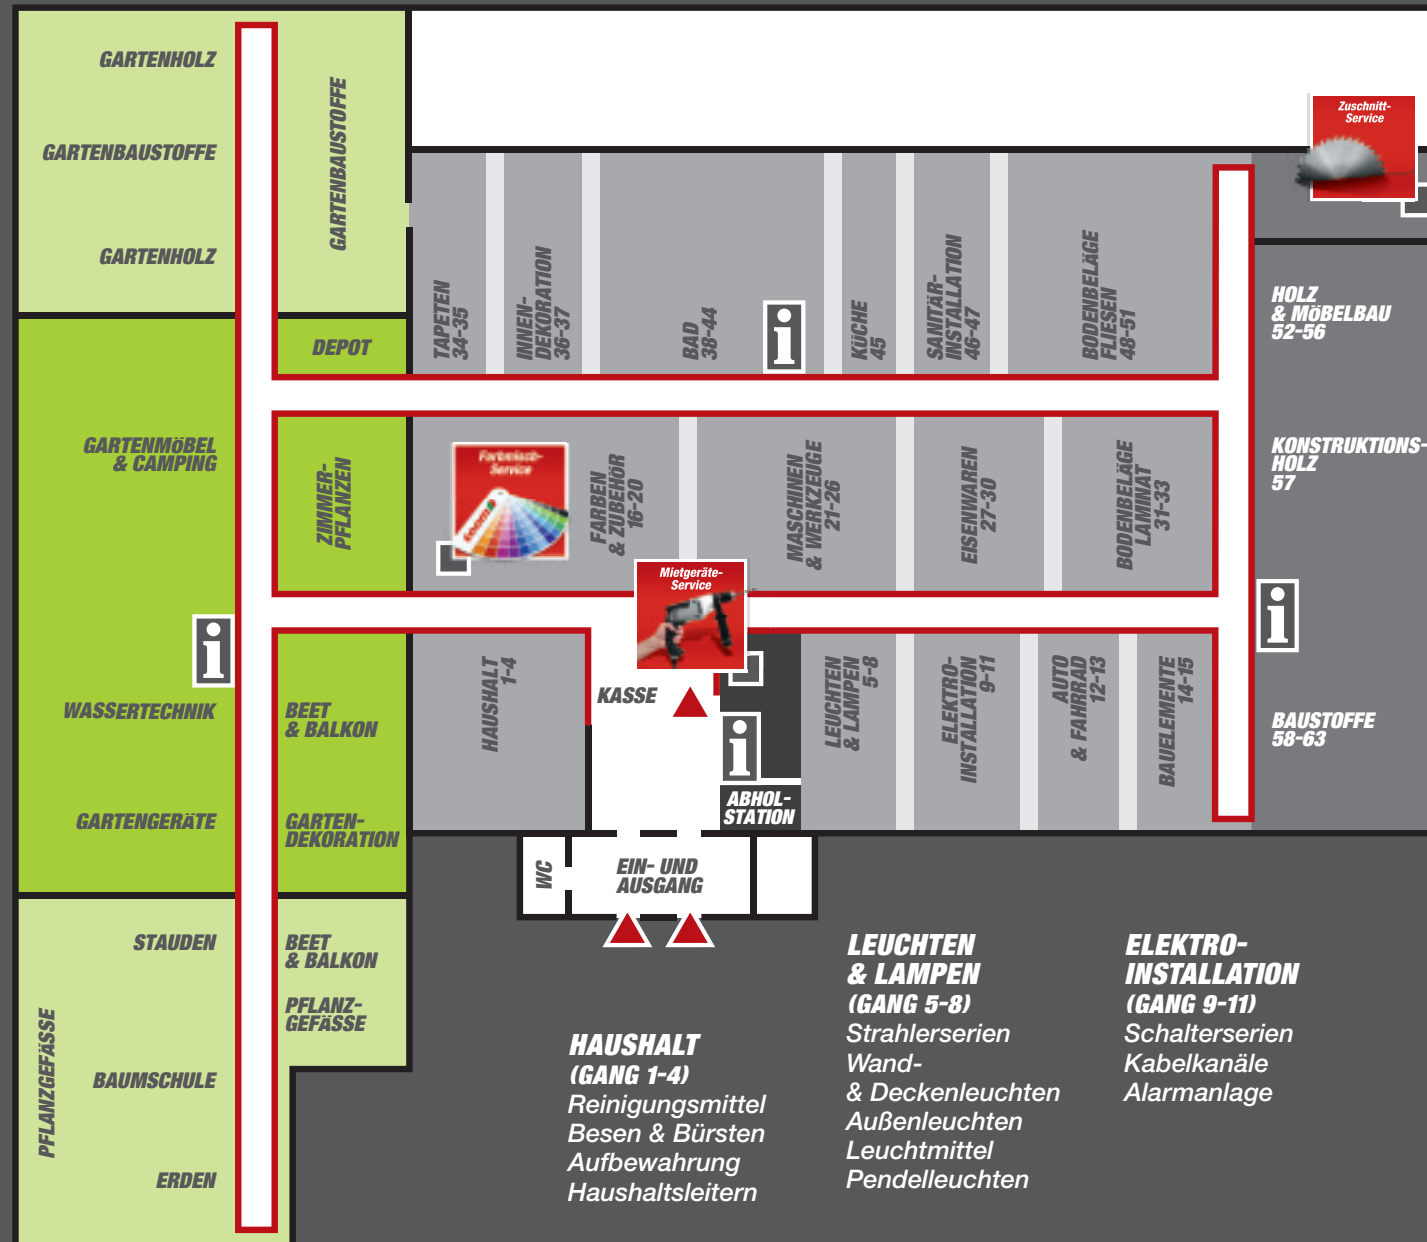 GARTENHOLZ
GARTENBAUSTOFFE
GARTENHOLZ
GARTENBAUSTOFFE
DEPOT
GARTENMÖBEL
& CAMPING
ZIMMER-
PFLANZEN
WASSERTECHNIK
GARTENGERÄTE
BEET
& BALKON
GARTEN-
DEKORATION
STAUDEN
BEET
& BALKON
PFLANZ-
GEFÄSSE
PFLANZGEFÄSSE
BAUMSCHULE
ERDEN
TAPETEN
34-35
INNEN-
DEKORATION
36-37
BAD
38-44
i
KÜCHE
45
SANITÄR-
INSTALLATION
46-47
BODENBELÄGE
FLIESEN
48-51
Zuschnitt-
Service
HOLZ
& MÖBELBAU
52-56
KONSTRUKTIONS-
HOLZ
57
BAUSTOFFE
58-63
Farbmisch-
Service
toom
FARBEN
& ZUBEHÖR
16-20
MASCHINEN
& WERKZEUGE
21-26
EISENWAREN
27-30
BODENBELÄGE
LAMINAT
31-33
Mietgeräte-
Service
i
i
HAUSHALT
1-4
KASSE
i
ABHOL-
STATION
LEUCHTEN
& LAMPEN
5-8
ELEKTRO-
INSTALLATION
9-11
AUTO
& FAHRRAD
12-13
BAUELEMENTE
14-15
WC
EIN- UND
AUSGANG
HAUSHALT
(GANG 1-4)
Reinigungsmittel
Besen & Bürsten
Aufbewahrung
Haushaltsleitern
LEUCHTEN
& LAMPEN
(GANG 5-8)
Strahlerserien
Wand-
& Deckenleuchten
Außenleuchten
Leuchtmittel
Pendelleuchten
ELEKTRO-
INSTALLATION
(GANG 9-11)
Schalterserien
Kabelkanäle
Alarmanlage